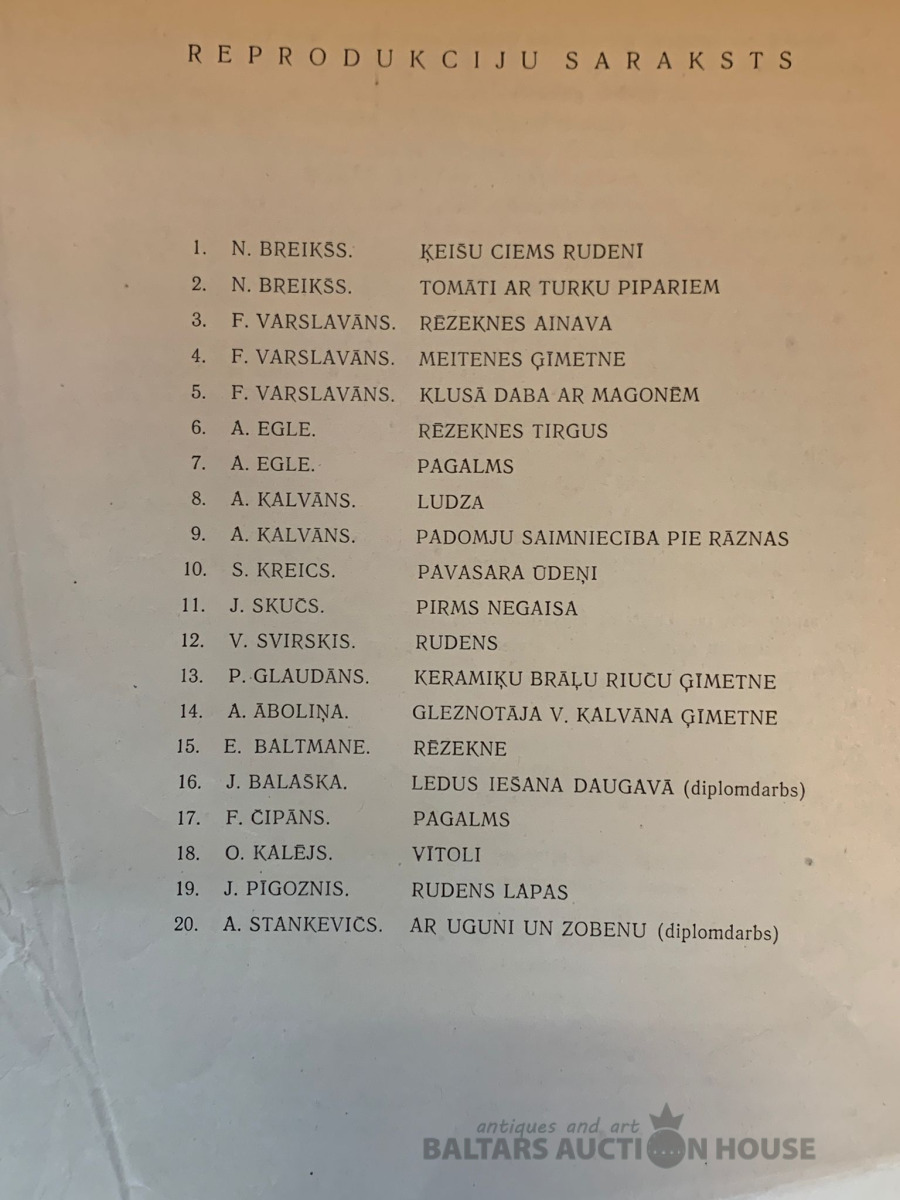 REPRODUKCIJU SARAKSTS
1. N. BREIKŠS. ĶEIŠU CIEMS RUDENĪ
2. N. BREIKŠS. TOMĀTI AR TURKU PIPARIEM
3. F. VARSLAVĀNS. RĒZEKNES AINAVA
4. F. VARSLAVĀNS. MEITENES ĢĪMETNE
5. F. VARSLAVĀNS. KLUSĀ DABA AR MAGONĒM
6. A. EGLE. RĒZEKNES TIRGUS
7. A. EGLE. PAGALMS
8. A. KALVĀNS. LUDZA
9. A. KALVĀNS. PADOMJU SAIMNIECĪBA PIE RĀZNAS
10. S. KREICS. PAVASARA ŪDEŅI
11. J. SKUČS. PIRMS NEGAISA
12. V. SVIRSKIS. RUDENS
13. P. GLAUDĀNS. KERAMIĶU BRĀĻU RIUČU ĢĪMETNE
14. A. ĀBOLIŅA. GLEZNOTĀJA V. KALVĀNA ĢĪMETNE
15. E. BALTMANE. RĒZEKNE
16. J. BALAŠKA. LEDUS IEŠANA DAUGAVĀ (diplomdarbs)
17. F. ČIPĀNS. PAGALMS
18. O. KALĒJS. VĪTOLI
19. J. PĪGOZNIS. RUDENS LAPAS
20. A. STANKEVIČS. AR UGUNI UN ZOBENU (diplomdarbs)
antiques and art
BALTARS AUCTION HOUSE